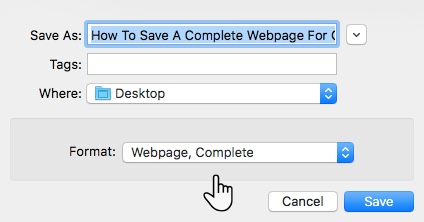 Save As: How To Save A Complete Webpage For
Tags:
Where: Desktop
Format: Webpage, Complete
Cancel Save